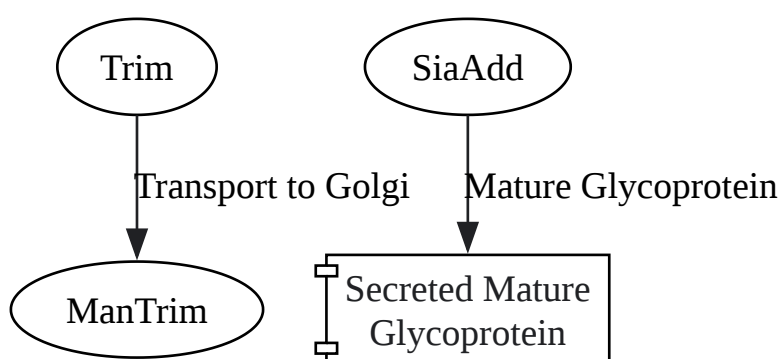 Trim
SiaAdd
Transport to Golgi
Mature Glycoprotein
ManTrim
Secreted Mature
Glycoprotein